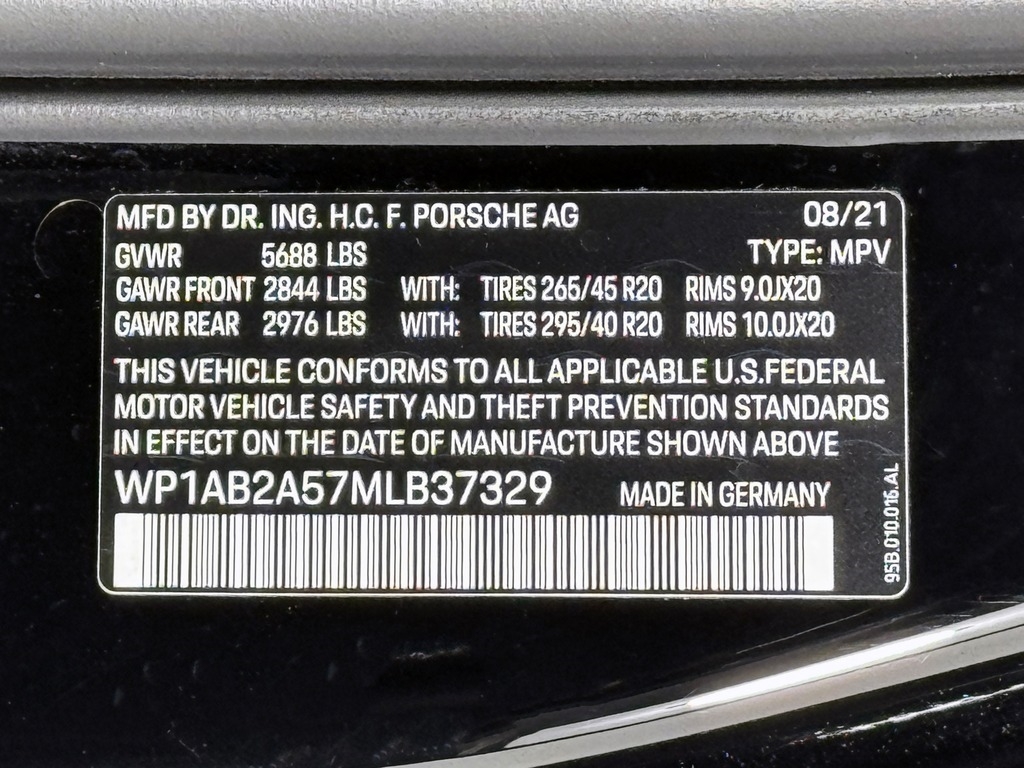 MFD BY DR. ING. H.C. F. PORSCHE AG 08/21
GVWR 5688 LBS TYPE: MPV
GAWR FRONT 2844 LBS WITH: TIRES 265/45 R20 RIMS 9.0JX20
GAWR REAR 2976 LBS WITH: TIRES 295/40 R20 RIMS 10.0JX20
THIS VEHICLE CONFORMS TO ALL APPLICABLE U.S.FEDERAL
MOTOR VEHICLE SAFETY AND THEFT PREVENTION STANDARDS
IN EFFECT ON THE DATE OF MANUFACTURE SHOWN ABOVE
WP1AB2A57MLB37329 MADE IN GERMANY
95B.010.016.AL